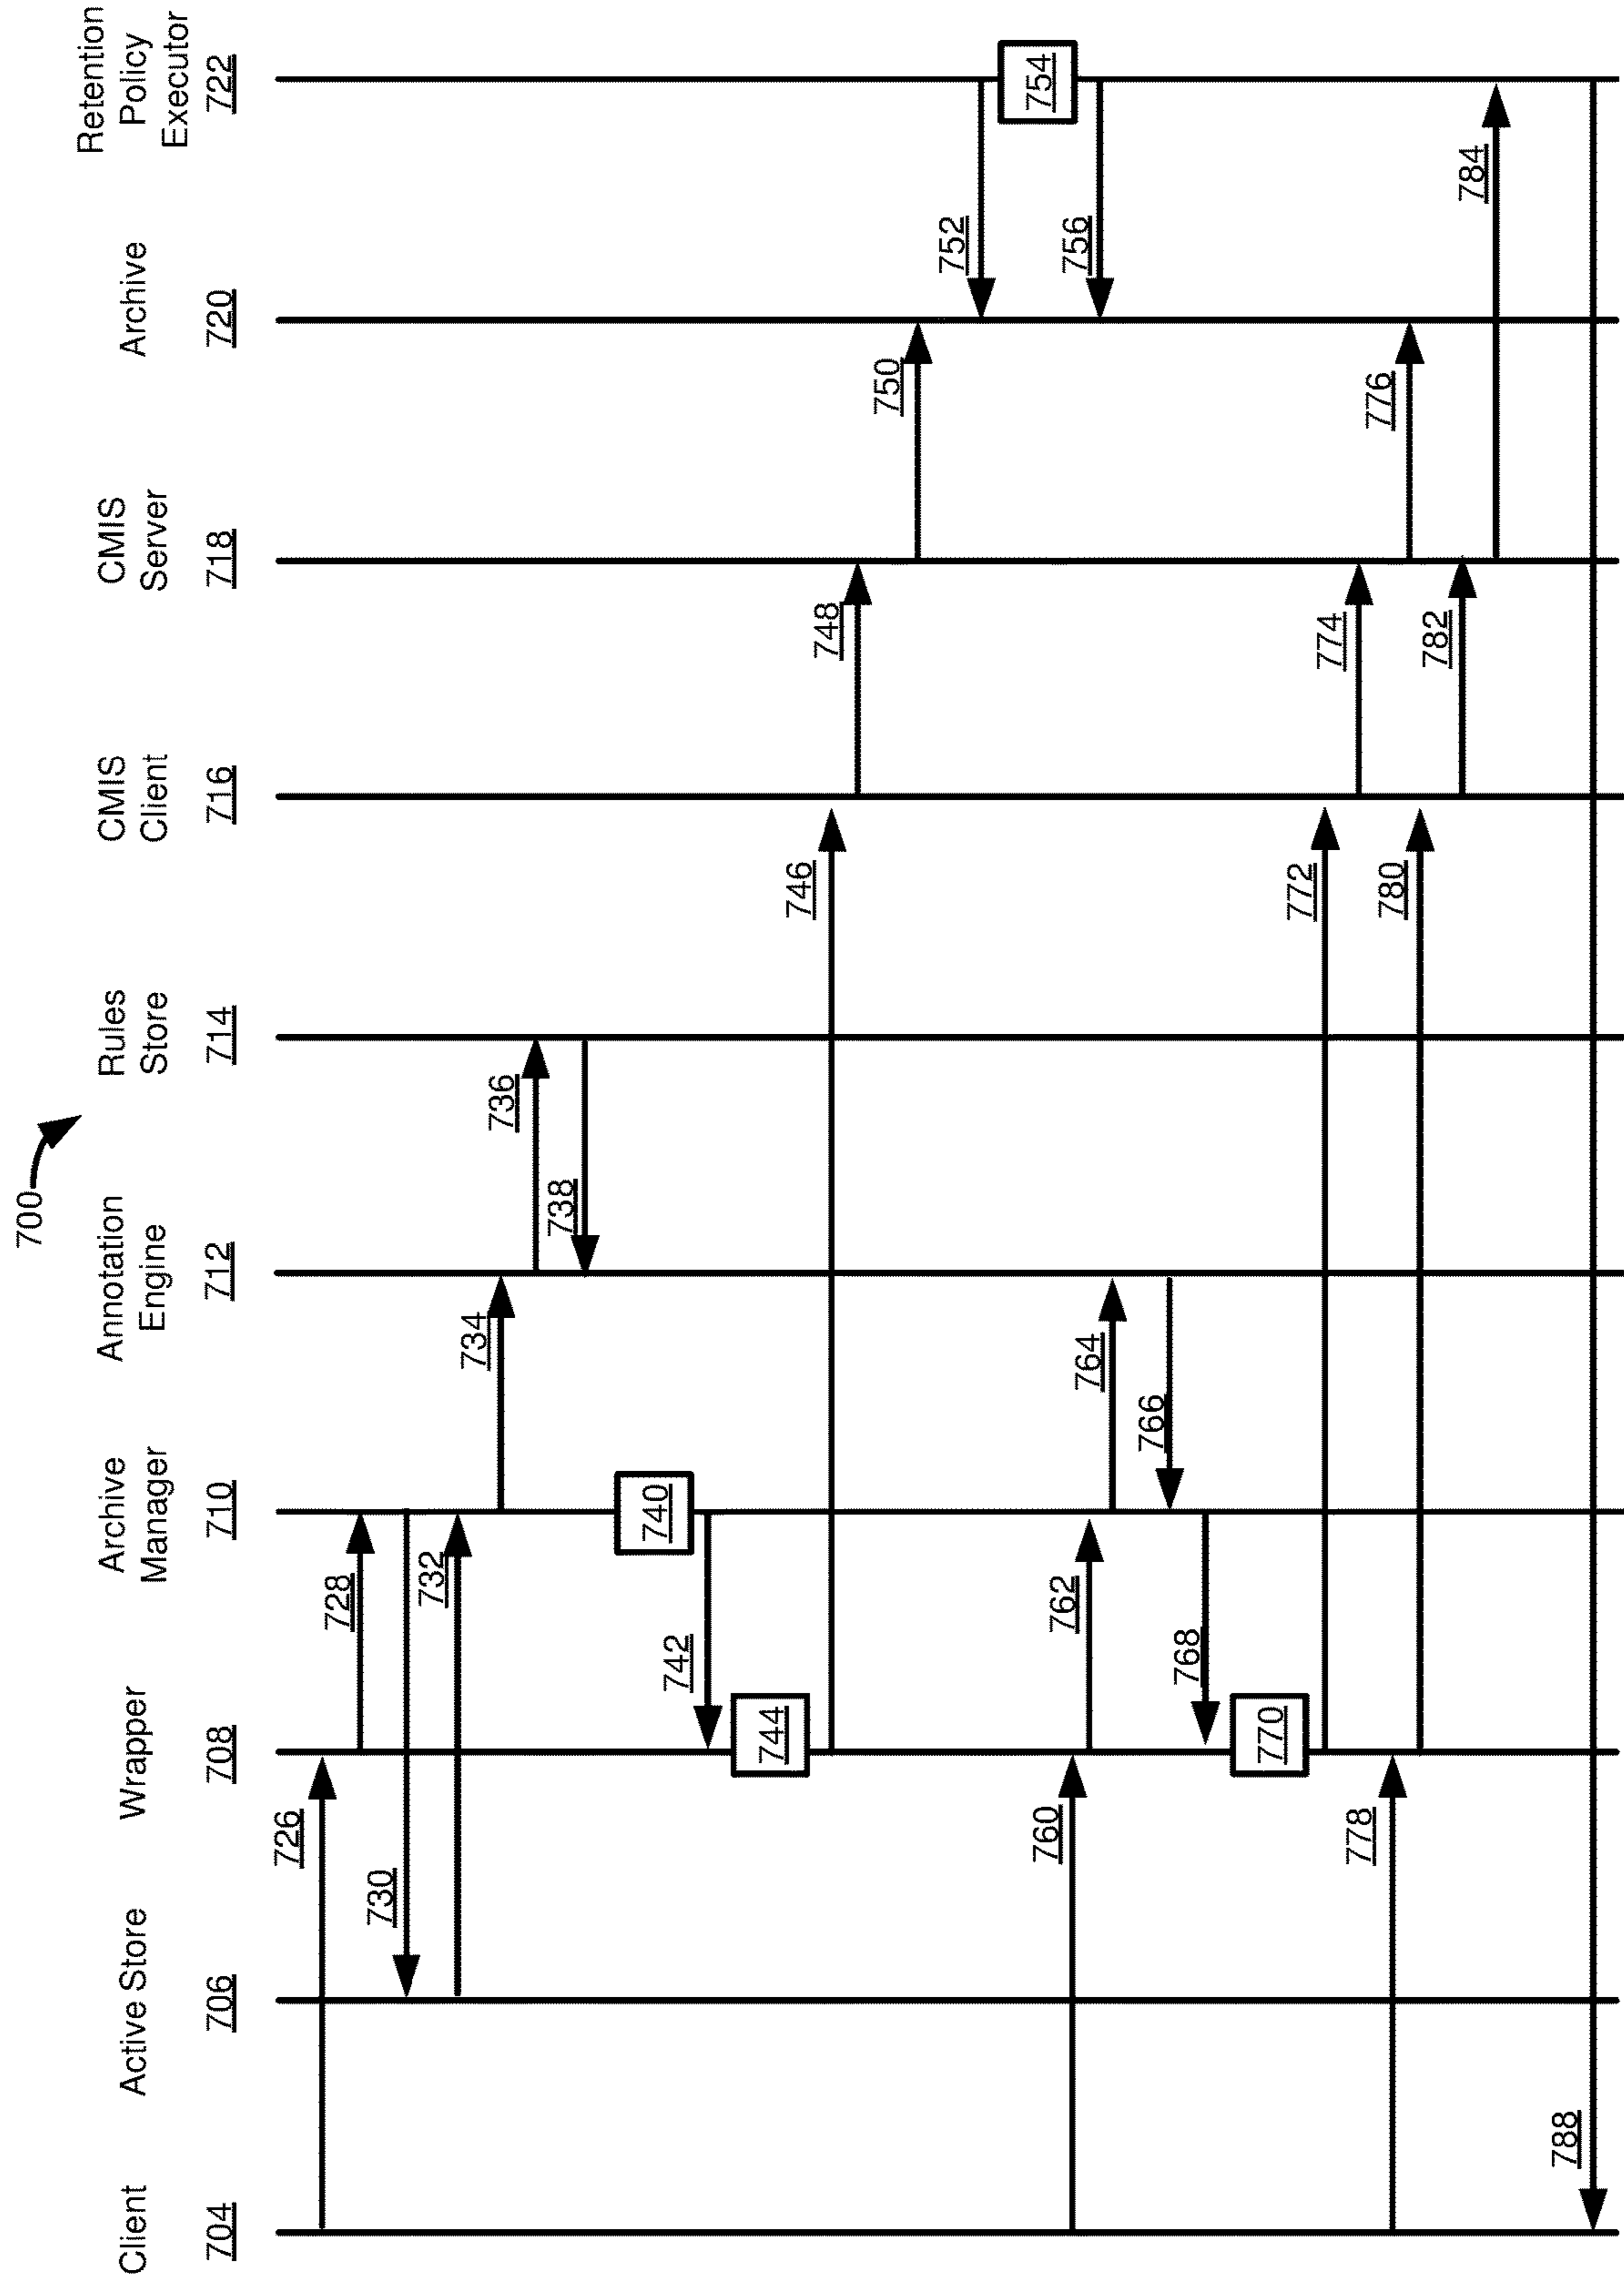 700
Client
704
Active Store
706
Wrapper
708
Archive
Manager
710
Annotation
Engine
712
Rules
Store
714
CMIS
Client
716
CMIS
Server
718
Archive
720
Retention
Policy
Executor
722
726
728
730
732
734
736
738
740
742
744
746
748
750
752
754
756
760
762
764
766
768
770
772
774
776
778
780
782
784
788